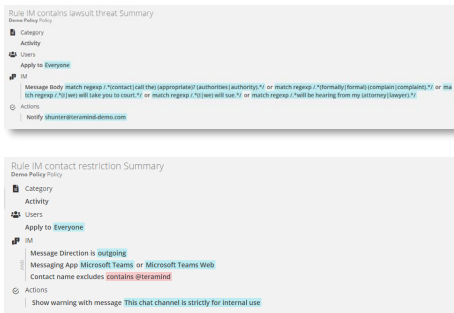 Rule IM contains lawsuit threat Summary
Demo Policy Policy
Category
Activity
Users
Apply to Everyone
IM
Message Body match regexp /.*(contact|call the) (appropriate)? (authorities|authority).*/ or match regexp /.*(formally|formal) (complain|complaint).*/ or ma
tch regexp /.*(I|we) will take you to court.*/ or match regexp /.*(I|we) will sue.*/ or match regexp /.*will be hearing from my (attorney|lawyer).*/
Actions
Notify shunter@teramind-demo.com
Rule IM contact restriction Summary
Demo Policy Policy
Category
Activity
Users
Apply to Everyone
IM
Message Direction is outgoing
AND
Messaging App Microsoft Teams or Microsoft Teams Web
Contact name excludes contains @teramind
Actions
Show warning with message This chat channel is strictly for internal use